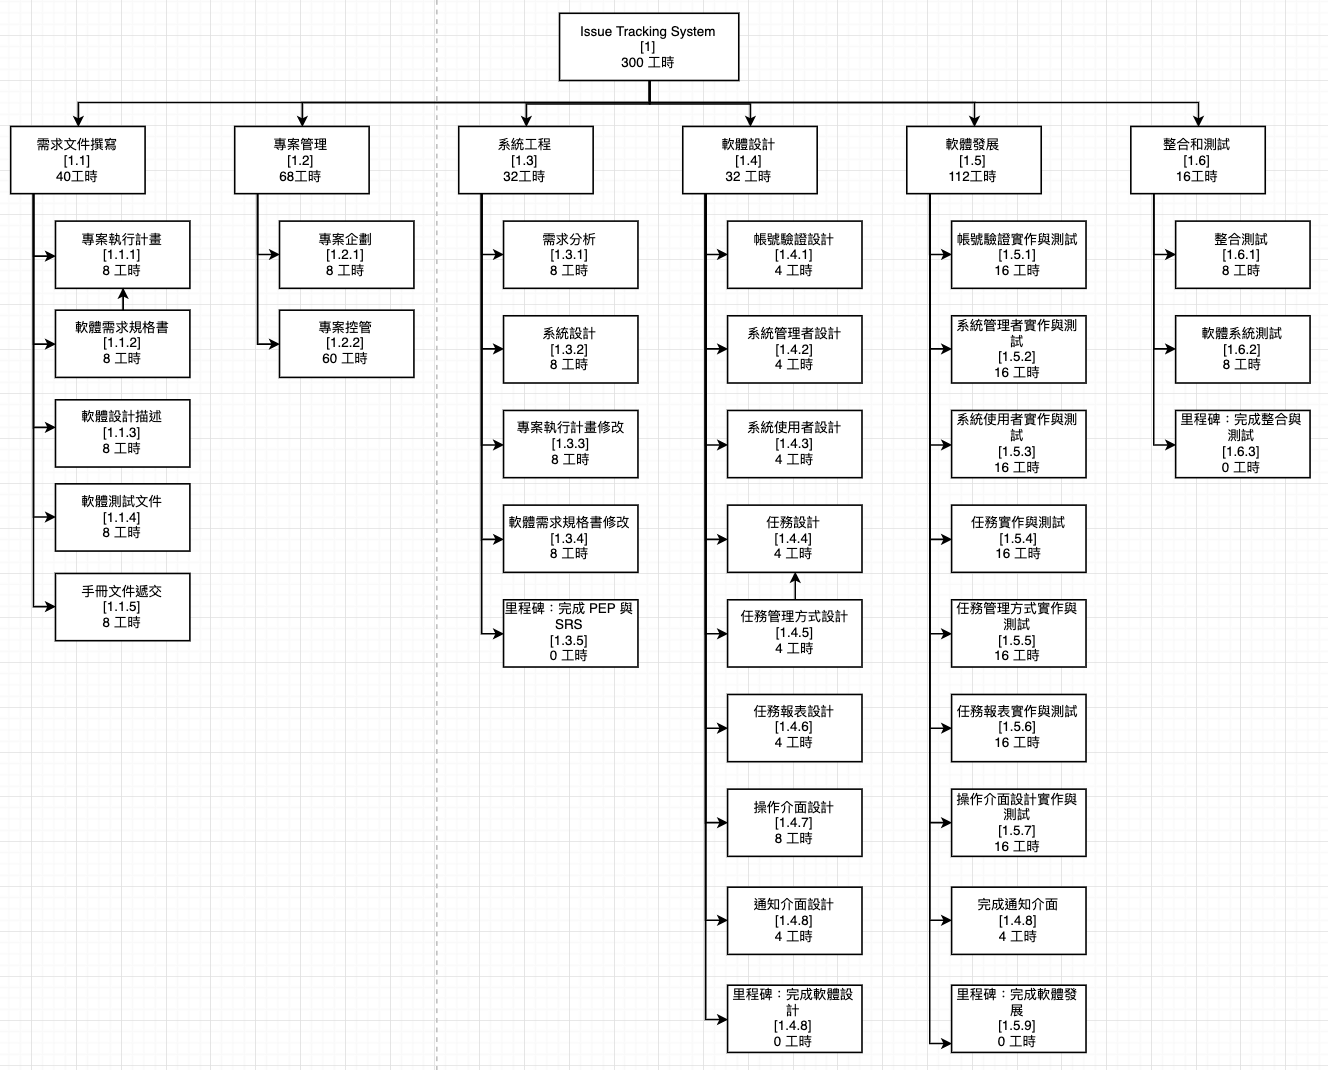 Issue Tracking System
[1]
300 工時
需求文件撰寫
[1.1]
40工時
專案執行計畫
[1.1.1]
8 工時
軟體需求規格書
[1.1.2]
8 工時
軟體設計描述
[1.1.3]
8 工時
軟體測試文件
[1.1.4]
8 工時
手冊文件遞交
[1.1.5]
8 工時
專案管理
[1.2]
68工時
專案企劃
[1.2.1]
8 工時
專案控管
[1.2.2]
60 工時
系統工程
[1.3]
32工時
需求分析
[1.3.1]
8 工時
系統設計
[1.3.2]
8 工時
專案執行計畫修改
[1.3.3]
8 工時
軟體需求規格書修改
[1.3.4]
8 工時
里程碑：完成 PEP 與
SRS
[1.3.5]
0 工時
軟體設計
[1.4]
32 工時
帳號驗證設計
[1.4.1]
4 工時
系統管理者設計
[1.4.2]
4 工時
系統使用者設計
[1.4.3]
4 工時
任務設計
[1.4.4]
4 工時
任務管理方式設計
[1.4.5]
4 工時
任務報表設計
[1.4.6]
4 工時
操作介面設計
[1.4.7]
8 工時
通知介面設計
[1.4.8]
4 工時
里程碑：完成軟體設
計
[1.4.8]
0 工時
軟體發展
[1.5]
112工時
帳號驗證實作與測試
[1.5.1]
16 工時
系統管理者實作與測
試
[1.5.2]
16 工時
系統使用者實作與測
試
[1.5.3]
16 工時
任務實作與測試
[1.5.4]
16 工時
任務管理方式實作與
測試
[1.5.5]
16 工時
任務報表實作與測試
[1.5.6]
16 工時
操作介面設計實作與
測試
[1.5.7]
16 工時
完成通知介面
[1.4.8]
4 工時
里程碑：完成軟體發
展
[1.5.9]
0 工時
整合和測試
[1.6]
16工時
整合測試
[1.6.1]
8 工時
軟體系統測試
[1.6.2]
8 工時
里程碑：完成整合與
測試
[1.6.3]
0 工時